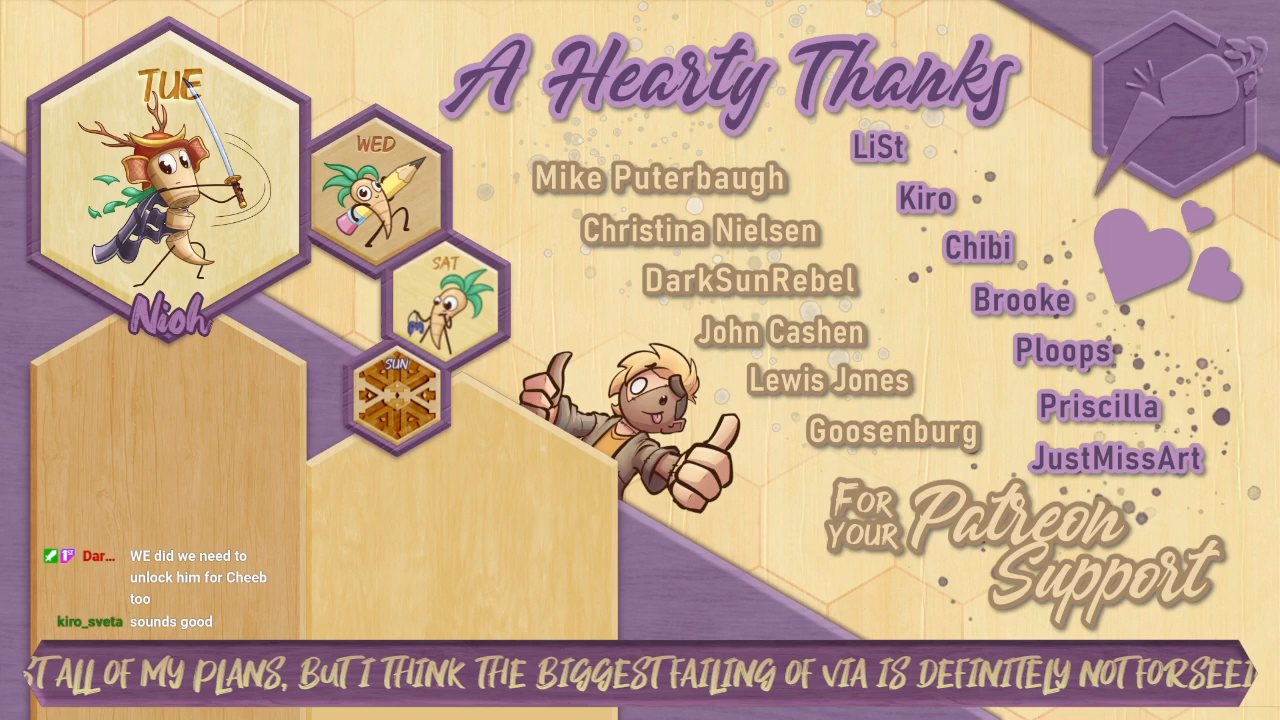 A Hearty Thanks
TUE
WED
SAT
SUN
Nioh
Mike Puterbaugh
Christina Nielsen
DarkSunRebel
John Cashen
Lewis Jones
Goosenburg
LiSt
Kiro
Chibi
Brooke
Ploops
Priscilla
JustMissArt
FOR
YOUR
Patreon
Support
Dar... WE did we need to
unlock him for Cheeb
too
kiro_sveta sounds good
ALL OF MY PLANS, BUT I THINK THE BIGGEST FAILING OF VIA IS DEFINITELY NOT FORSEEI